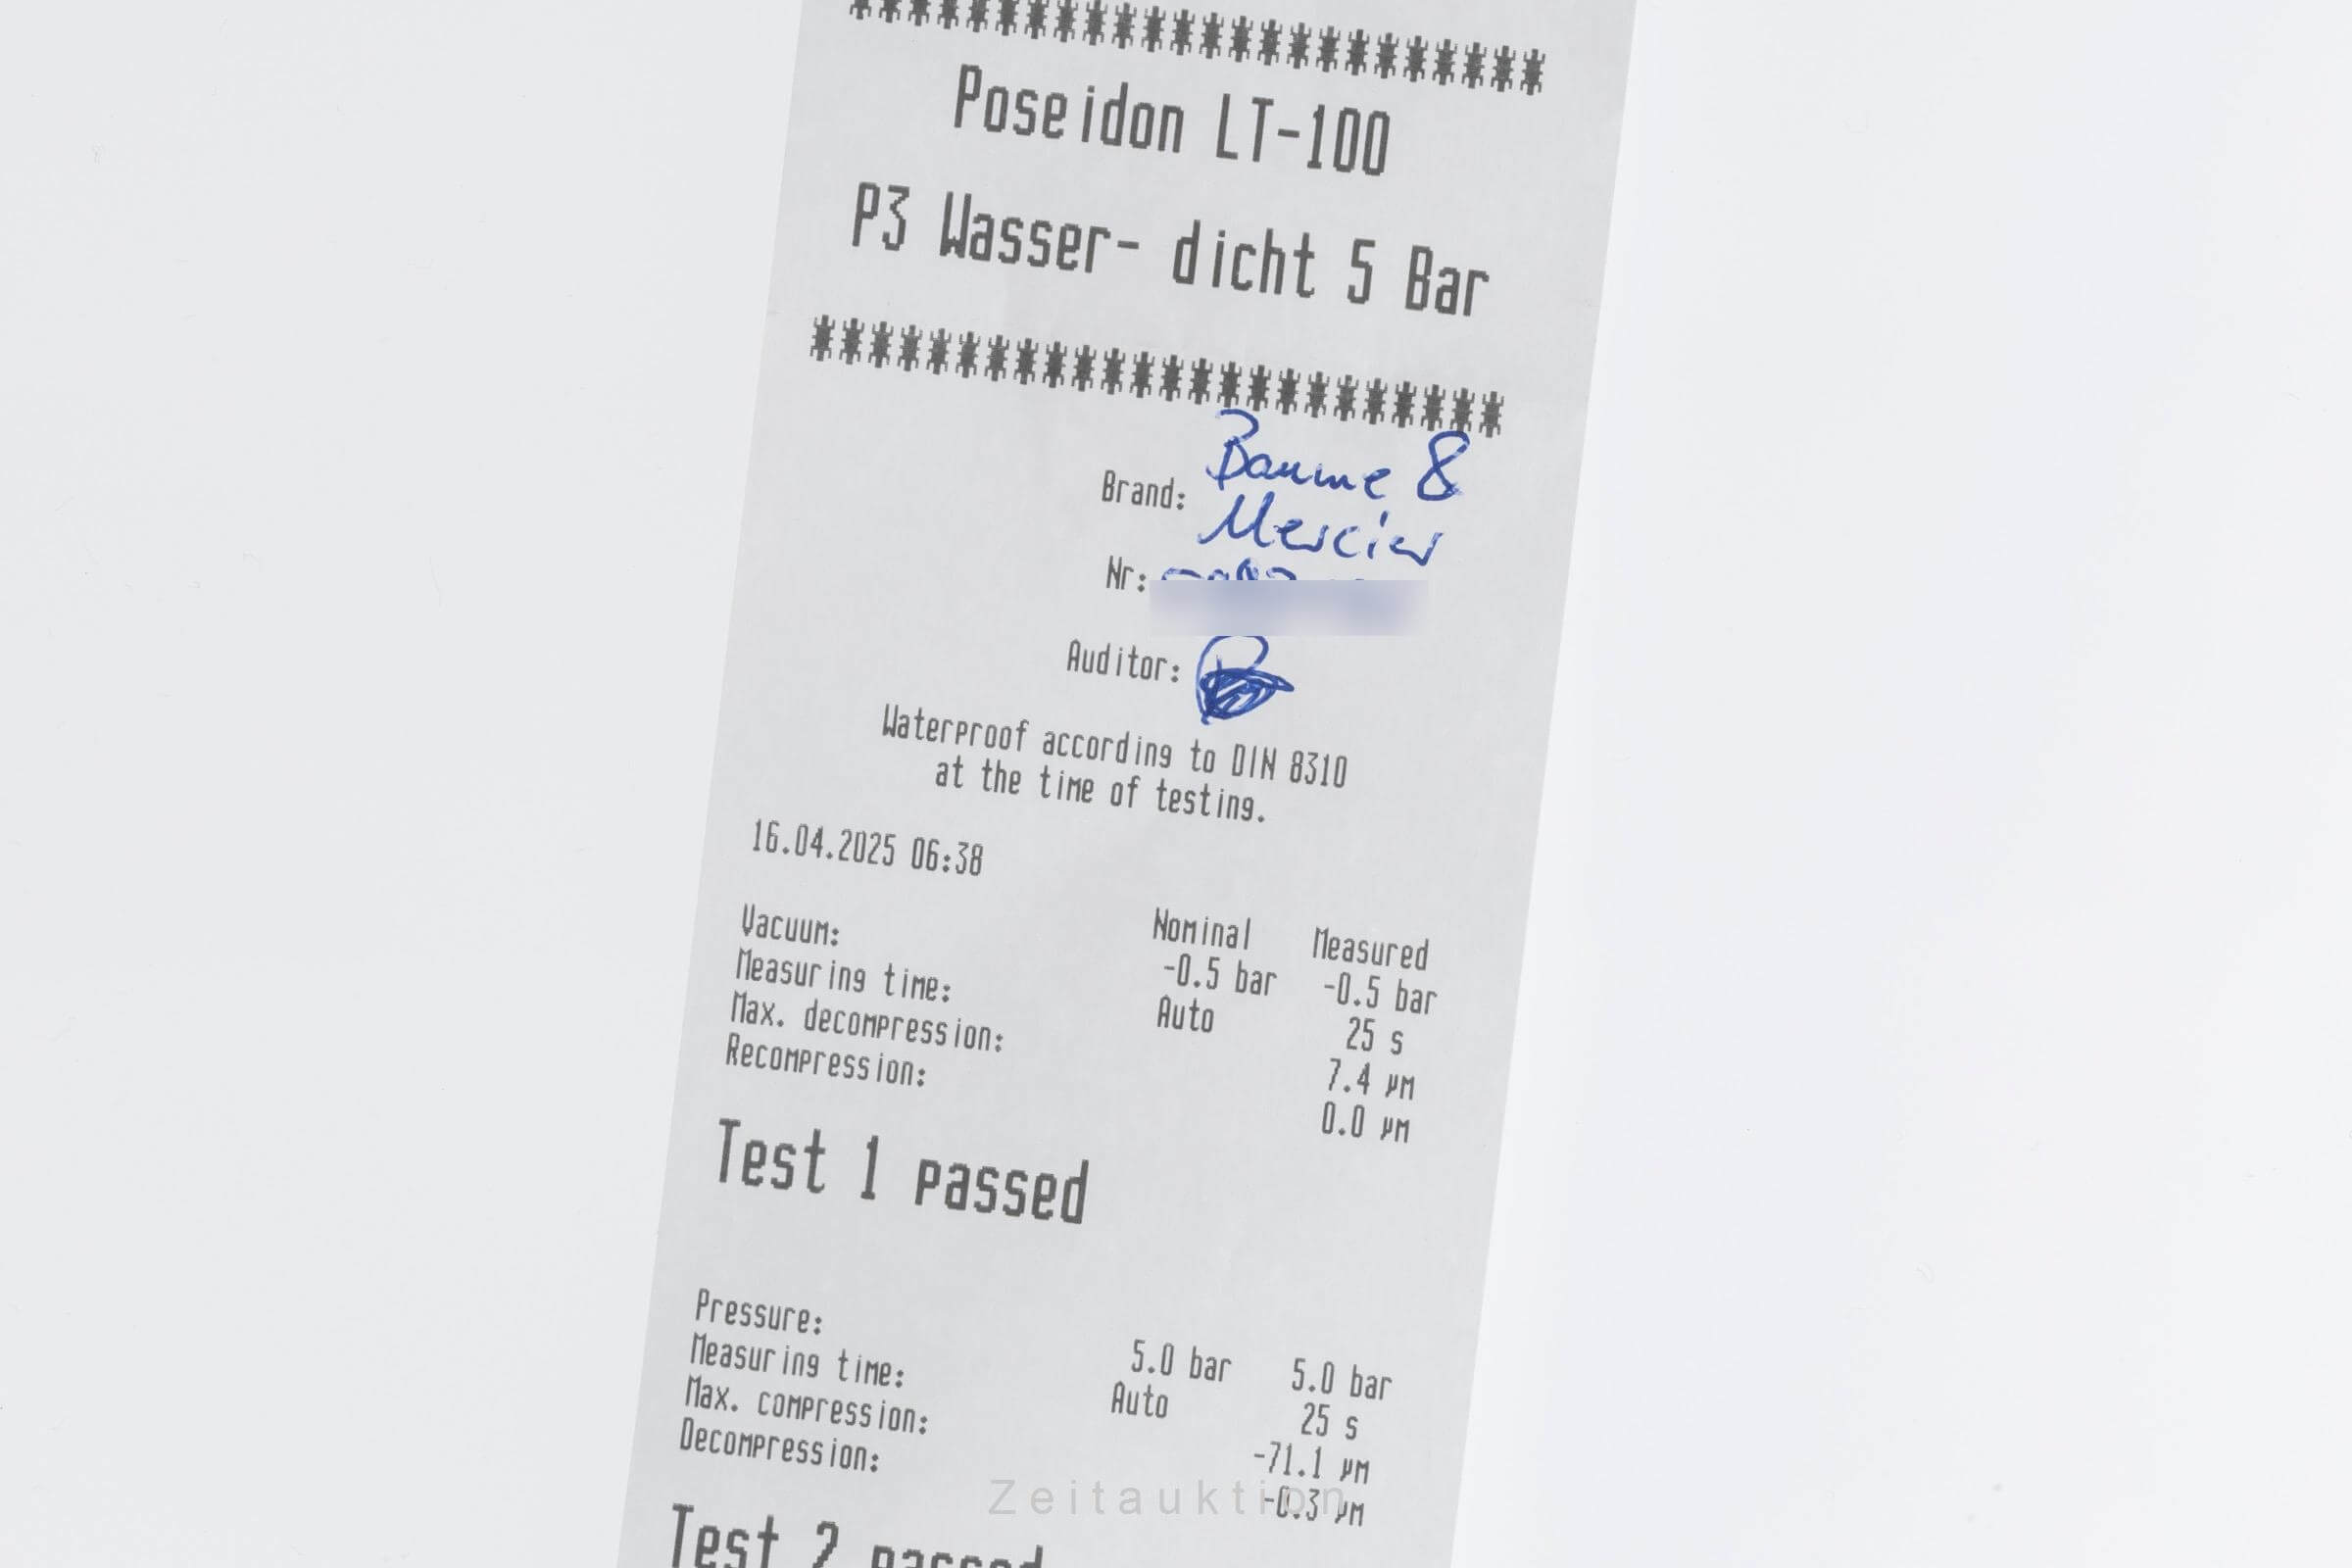 ************************
Poseidon LT-100
P3 Wasser- dicht 5 Bar
************************
Brand: Baume &
Mercier
Nr:
Auditor:
Waterproof according to DIN 8310
at the time of testing.
16.04.2025 06:38
Nominal Measured
Vacuum: -0.5 bar -0.5 bar
Measuring time: Auto 25 s
Max. decompression: 7.4 µm
Recompression: 0.0 µm
Test 1 passed
Pressure: 5.0 bar 5.0 bar
Measuring time: Auto 25 s
Max. compression: -71.1 µm
Decompression: -0.3 µm
Test 2 passed
Zeitauktion